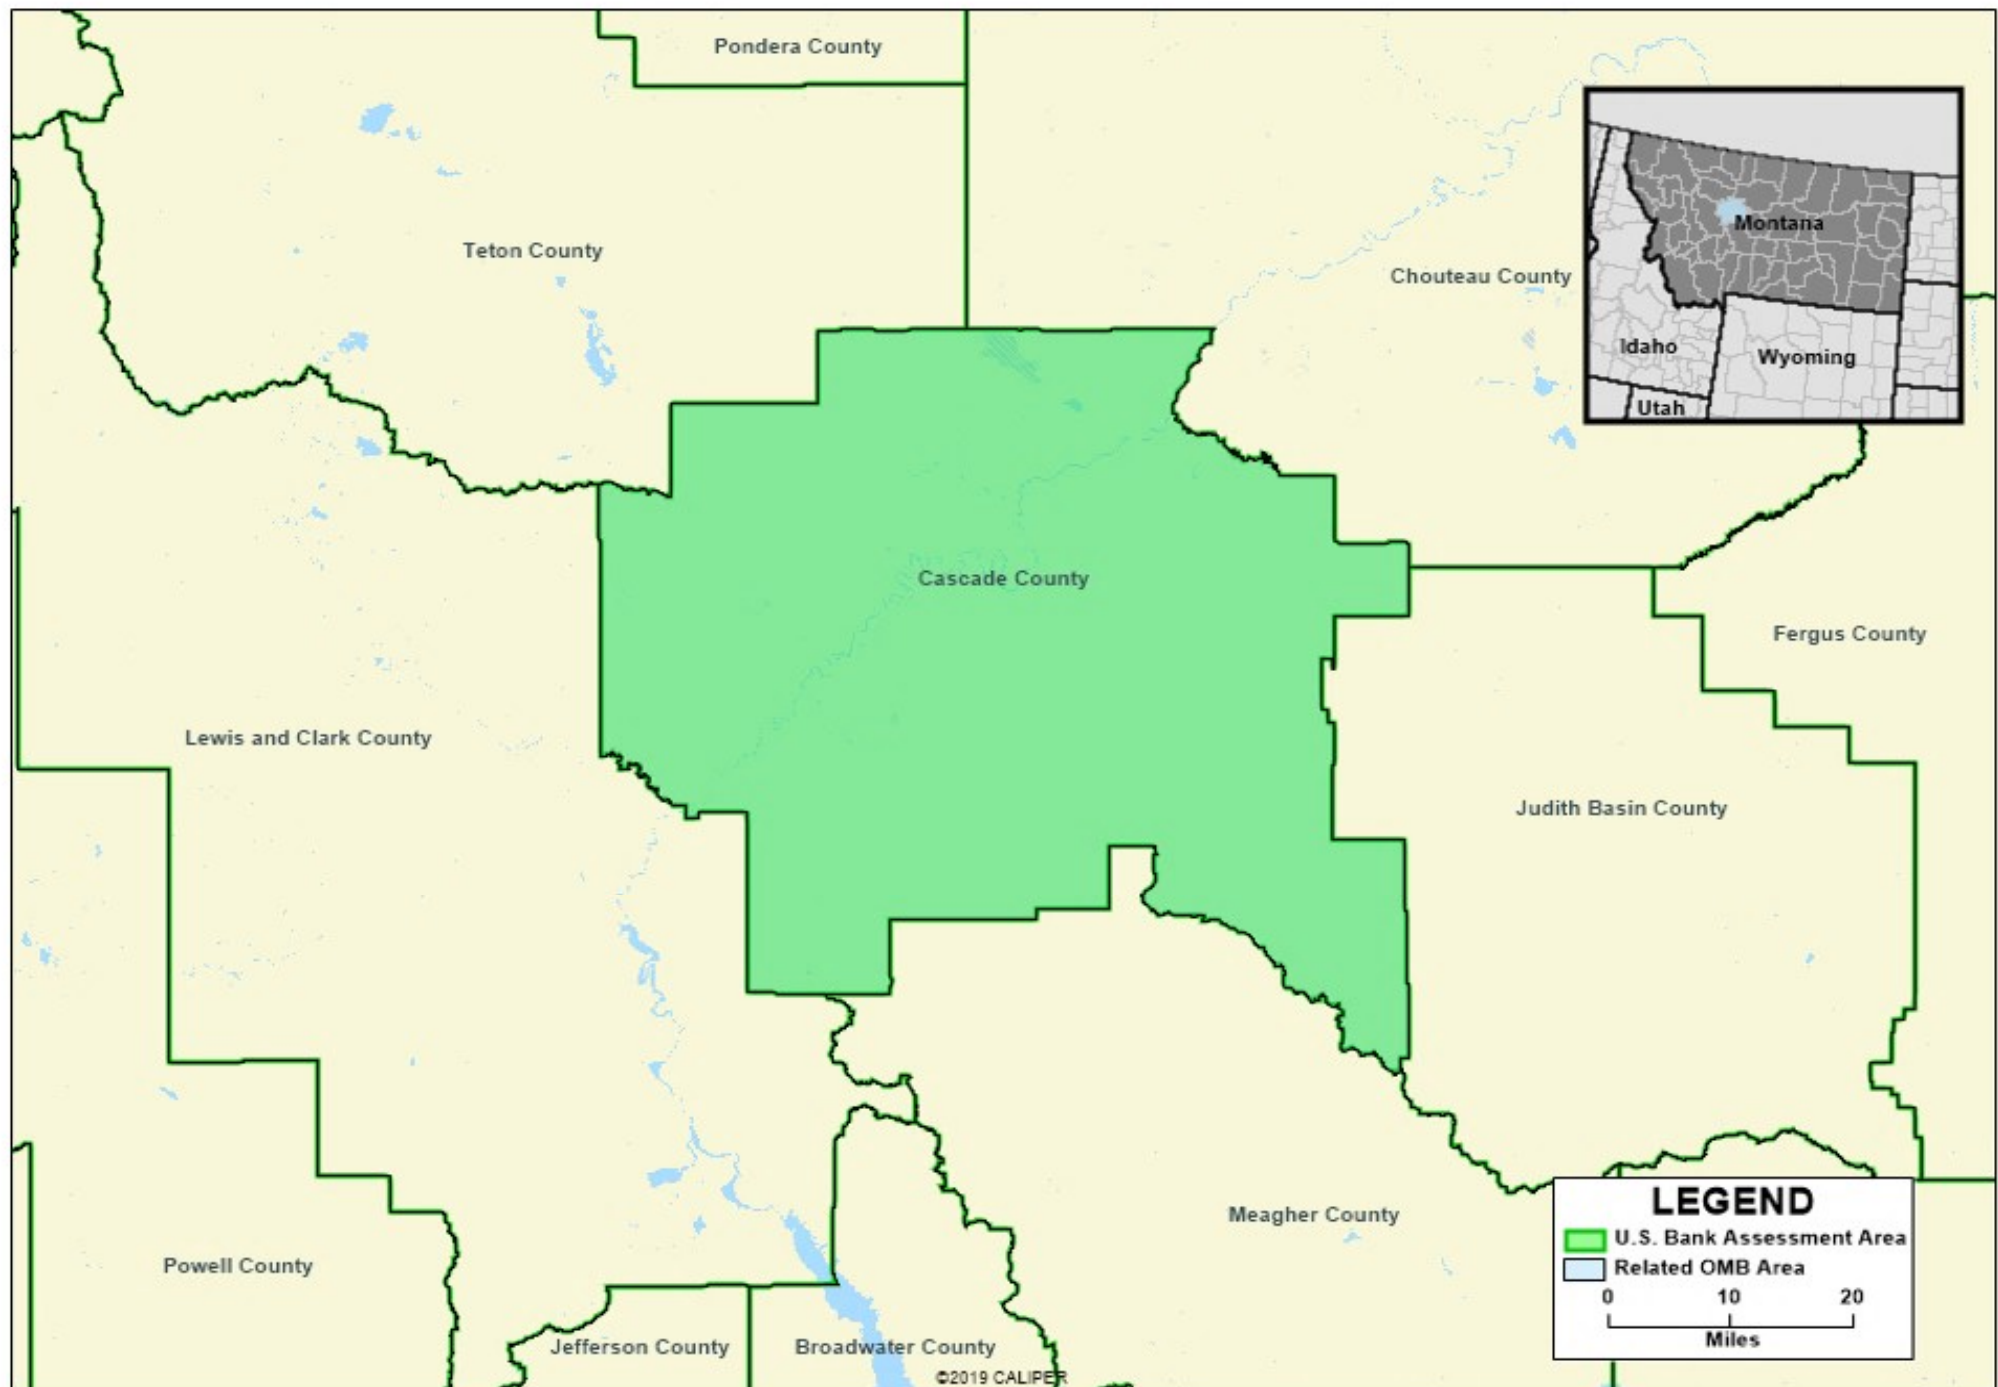 Pondera County
Teton County
Chouteau County
Montana
Idaho
Wyoming
Utah
Cascade County
Fergus County
Lewis and Clark County
Judith Basin County
Meagher County
Powell County
Jefferson County
Broadwater County
©2019 CALIPER
LEGEND
U.S. Bank Assessment Area
Related OMB Area
0 10 20
Miles